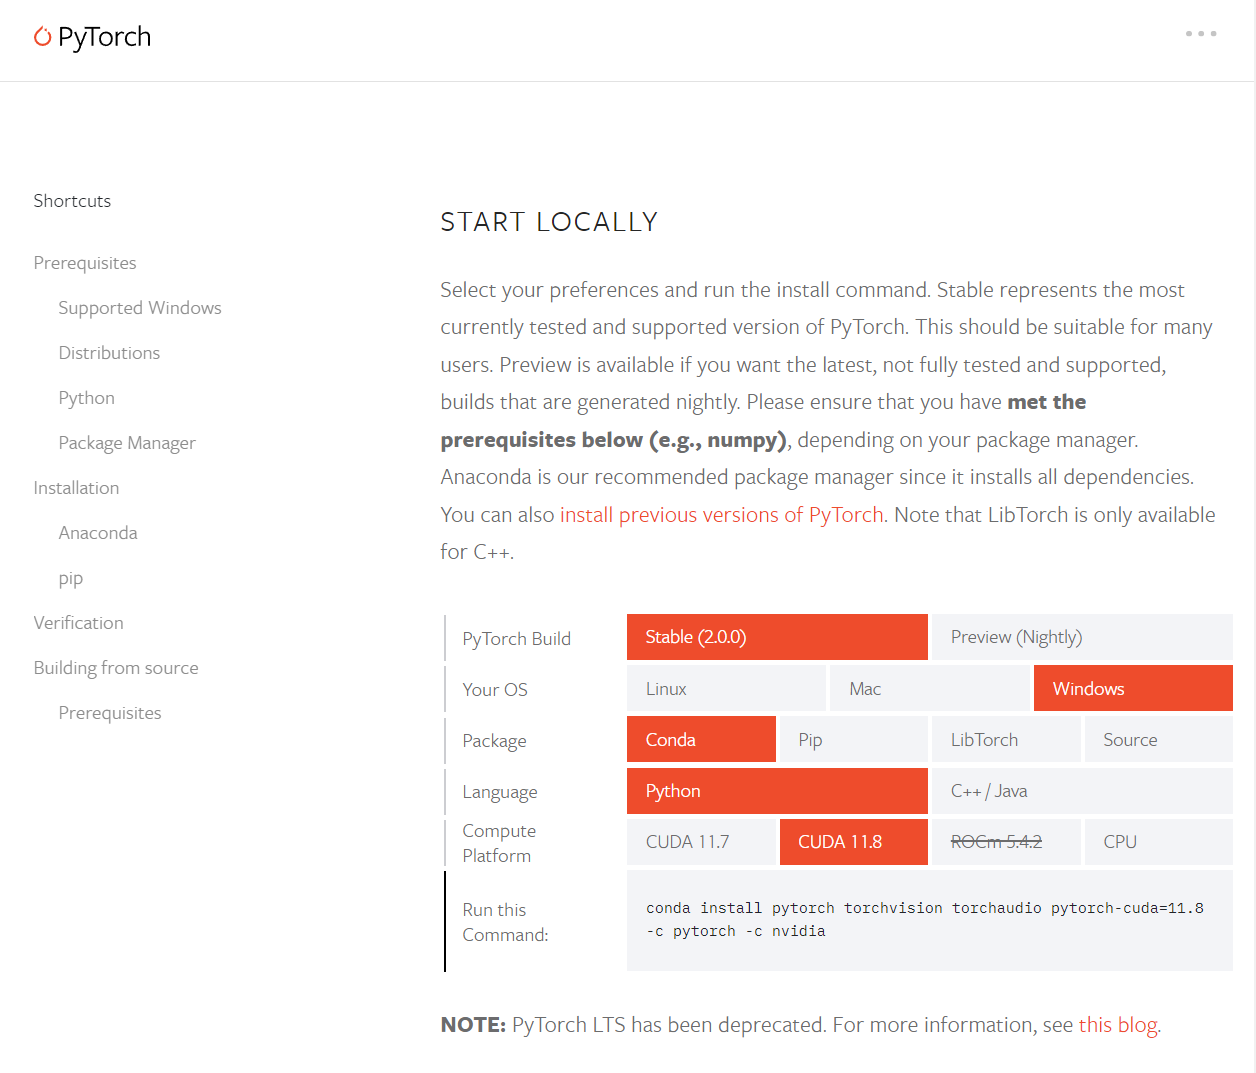 PyTorch
Shortcuts
Prerequisites
Supported Windows
Distributions
Python
Package Manager
Installation
Anaconda
pip
Verification
Building from source
Prerequisites
START LOCALLY
Select your preferences and run the install command. Stable represents the most
currently tested and supported version of PyTorch. This should be suitable for many
users. Preview is available if you want the latest, not fully tested and supported,
builds that are generated nightly. Please ensure that you have met the
prerequisites below (e.g., numpy), depending on your package manager.
Anaconda is our recommended package manager since it installs all dependencies.
You can also install previous versions of PyTorch. Note that LibTorch is only available
for C++.
PyTorch Build Stable (2.0.0) Preview (Nightly)
Your OS Linux Mac Windows
Package Conda Pip LibTorch Source
Language Python C++ / Java
Compute
Platform
CUDA 11.7 CUDA 11.8 ROCm 5.4.2 CPU
Run this
Command:
conda install pytorch torchvision torchaudio pytorch-cuda=11.8
-c pytorch -c nvidia
NOTE: PyTorch LTS has been deprecated. For more information, see this blog.